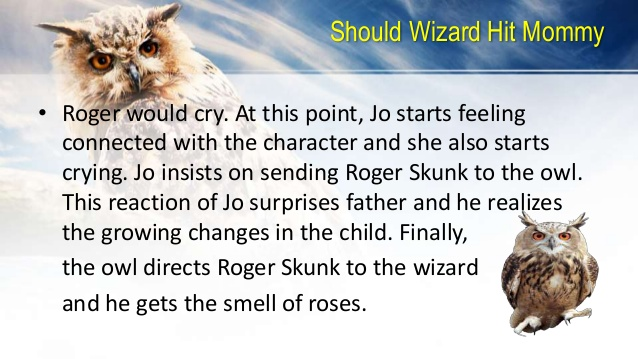 Should Wizard Hit Mommy
• Roger would cry. At this point, Jo starts feeling
connected with the character and she also starts
crying. Jo insists on sending Roger Skunk to the owl.
This reaction of Jo surprises father and he realizes
the growing changes in the child. Finally,
the owl directs Roger Skunk to the wizard
and he gets the smell of roses.